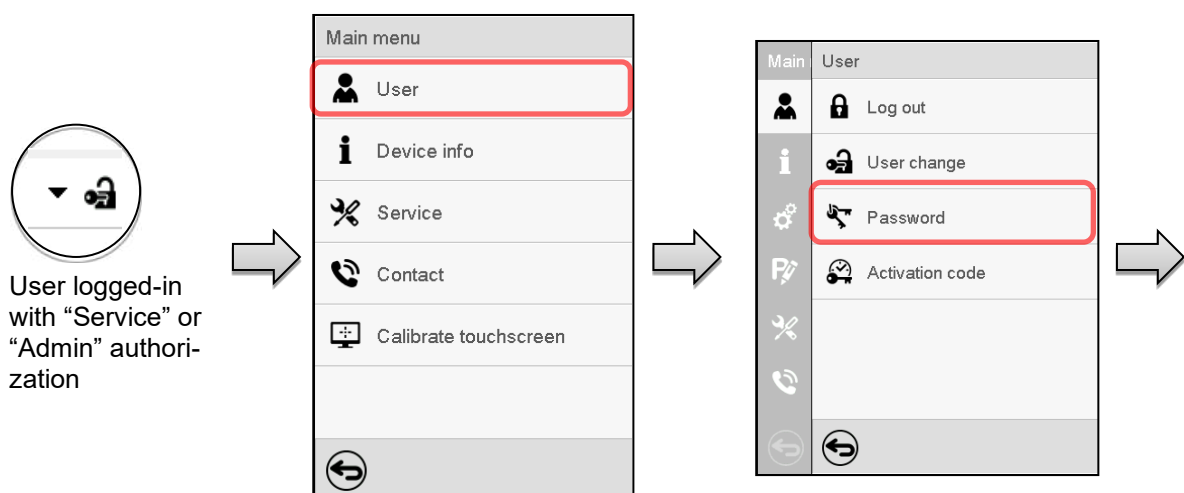 User logged-in
with “Service” or
“Admin” authori-
zation
Main menu
User
Device info
Service
Contact
Calibrate touchscreen
Main
User
Log out
User change
Password
Activation code